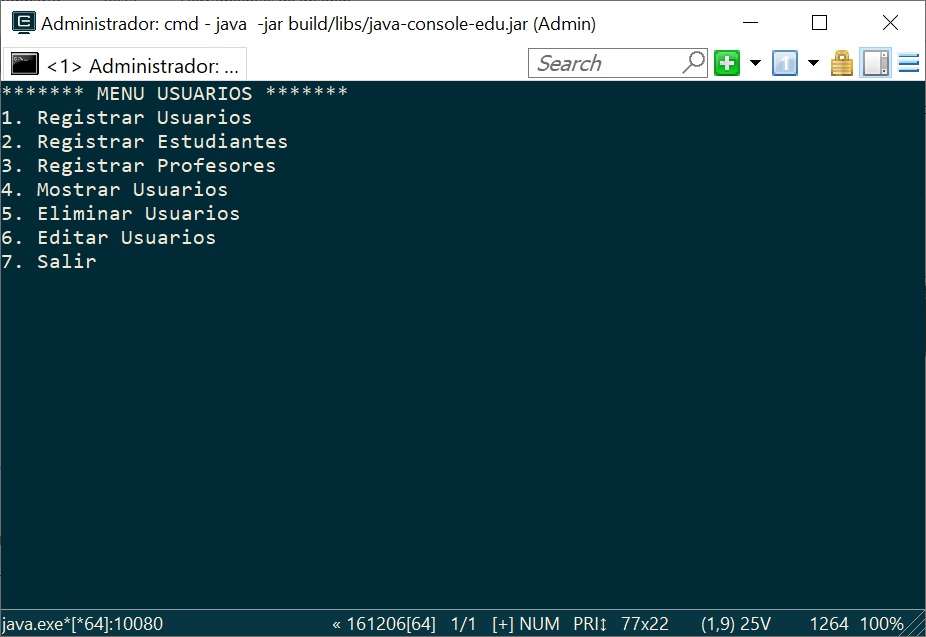 Administrador: cmd - java  -jar build/libs/java-console-edu.jar (Admin)
<1> Administrador: ...
Search
1
******* MENU USUARIOS *******
1. Registrar Usuarios
2. Registrar Estudiantes
3. Registrar Profesores
4. Mostrar Usuarios
5. Eliminar Usuarios
6. Editar Usuarios
7. Salir
java.exe*[*64]:10080 « 161206[64] 1/1 [+] NUM PRI↕ 77x22 (1,9) 25V 1264 100%